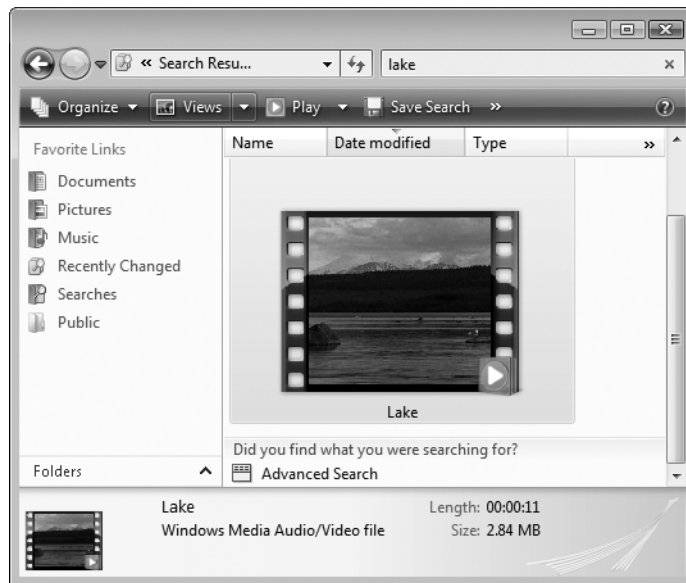 « Search Resu...
lake
Organize Views Play Save Search »
Favorite Links
Documents
Pictures
Music
Recently Changed
Searches
Public
Folders
Name Date modified Type »
Lake
Did you find what you were searching for?
Advanced Search
Lake Length: 00:00:11
Windows Media Audio/Video file Size: 2.84 MB